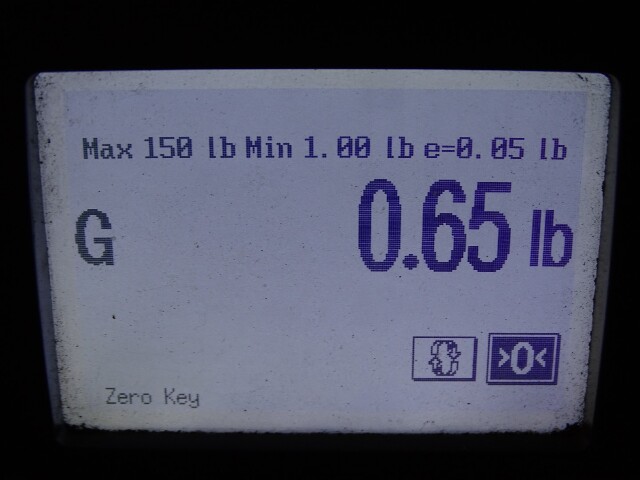 Max 150 lb Min 1.00 lb e=0.05 lb
G 0.65 lb
>0<
Zero Key